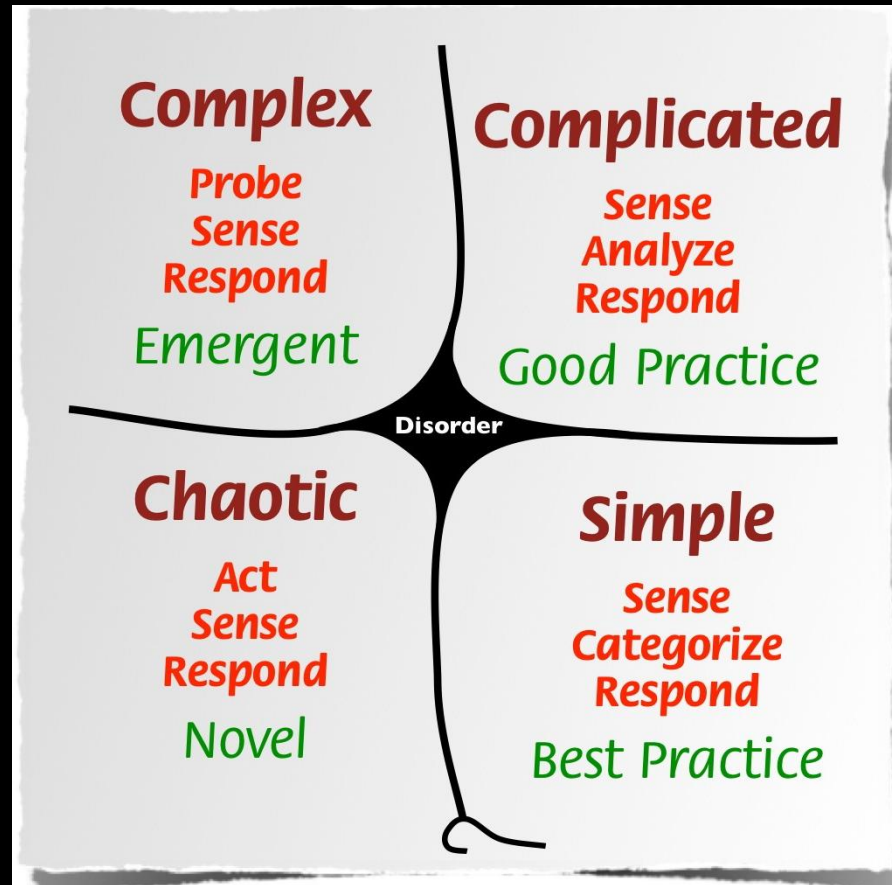 Complex
Probe
Sense
Respond
Emergent
Complicated
Sense
Analyze
Respond
Good Practice
Disorder
Chaotic
Act
Sense
Respond
Novel
Simple
Sense
Categorize
Respond
Best Practice